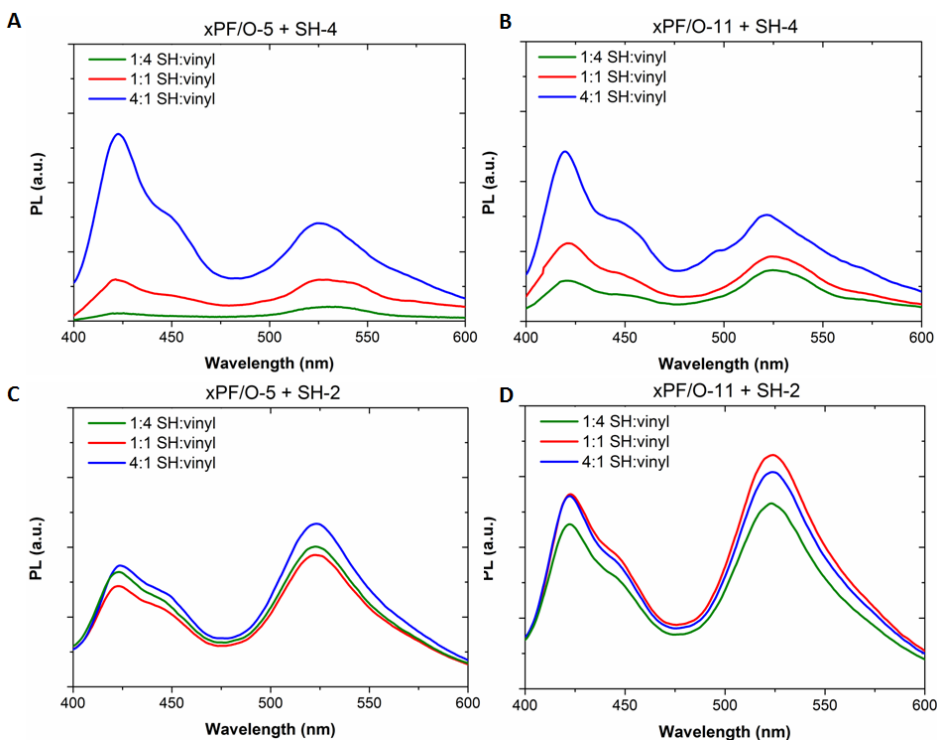 A
xPF/O-5 + SH-4
1:4 SH:vinyl
1:1 SH:vinyl
4:1 SH:vinyl
PL (a.u.)
400 450 500 550 600
Wavelength (nm)
B
xPF/O-11 + SH-4
1:4 SH:vinyl
1:1 SH:vinyl
4:1 SH:vinyl
PL (a.u.)
400 450 500 550 600
Wavelength (nm)
C
xPF/O-5 + SH-2
1:4 SH:vinyl
1:1 SH:vinyl
4:1 SH:vinyl
PL (a.u.)
400 450 500 550 600
Wavelength (nm)
D
xPF/O-11 + SH-2
1:4 SH:vinyl
1:1 SH:vinyl
4:1 SH:vinyl
PL (a.u.)
400 450 500 550 600
Wavelength (nm)